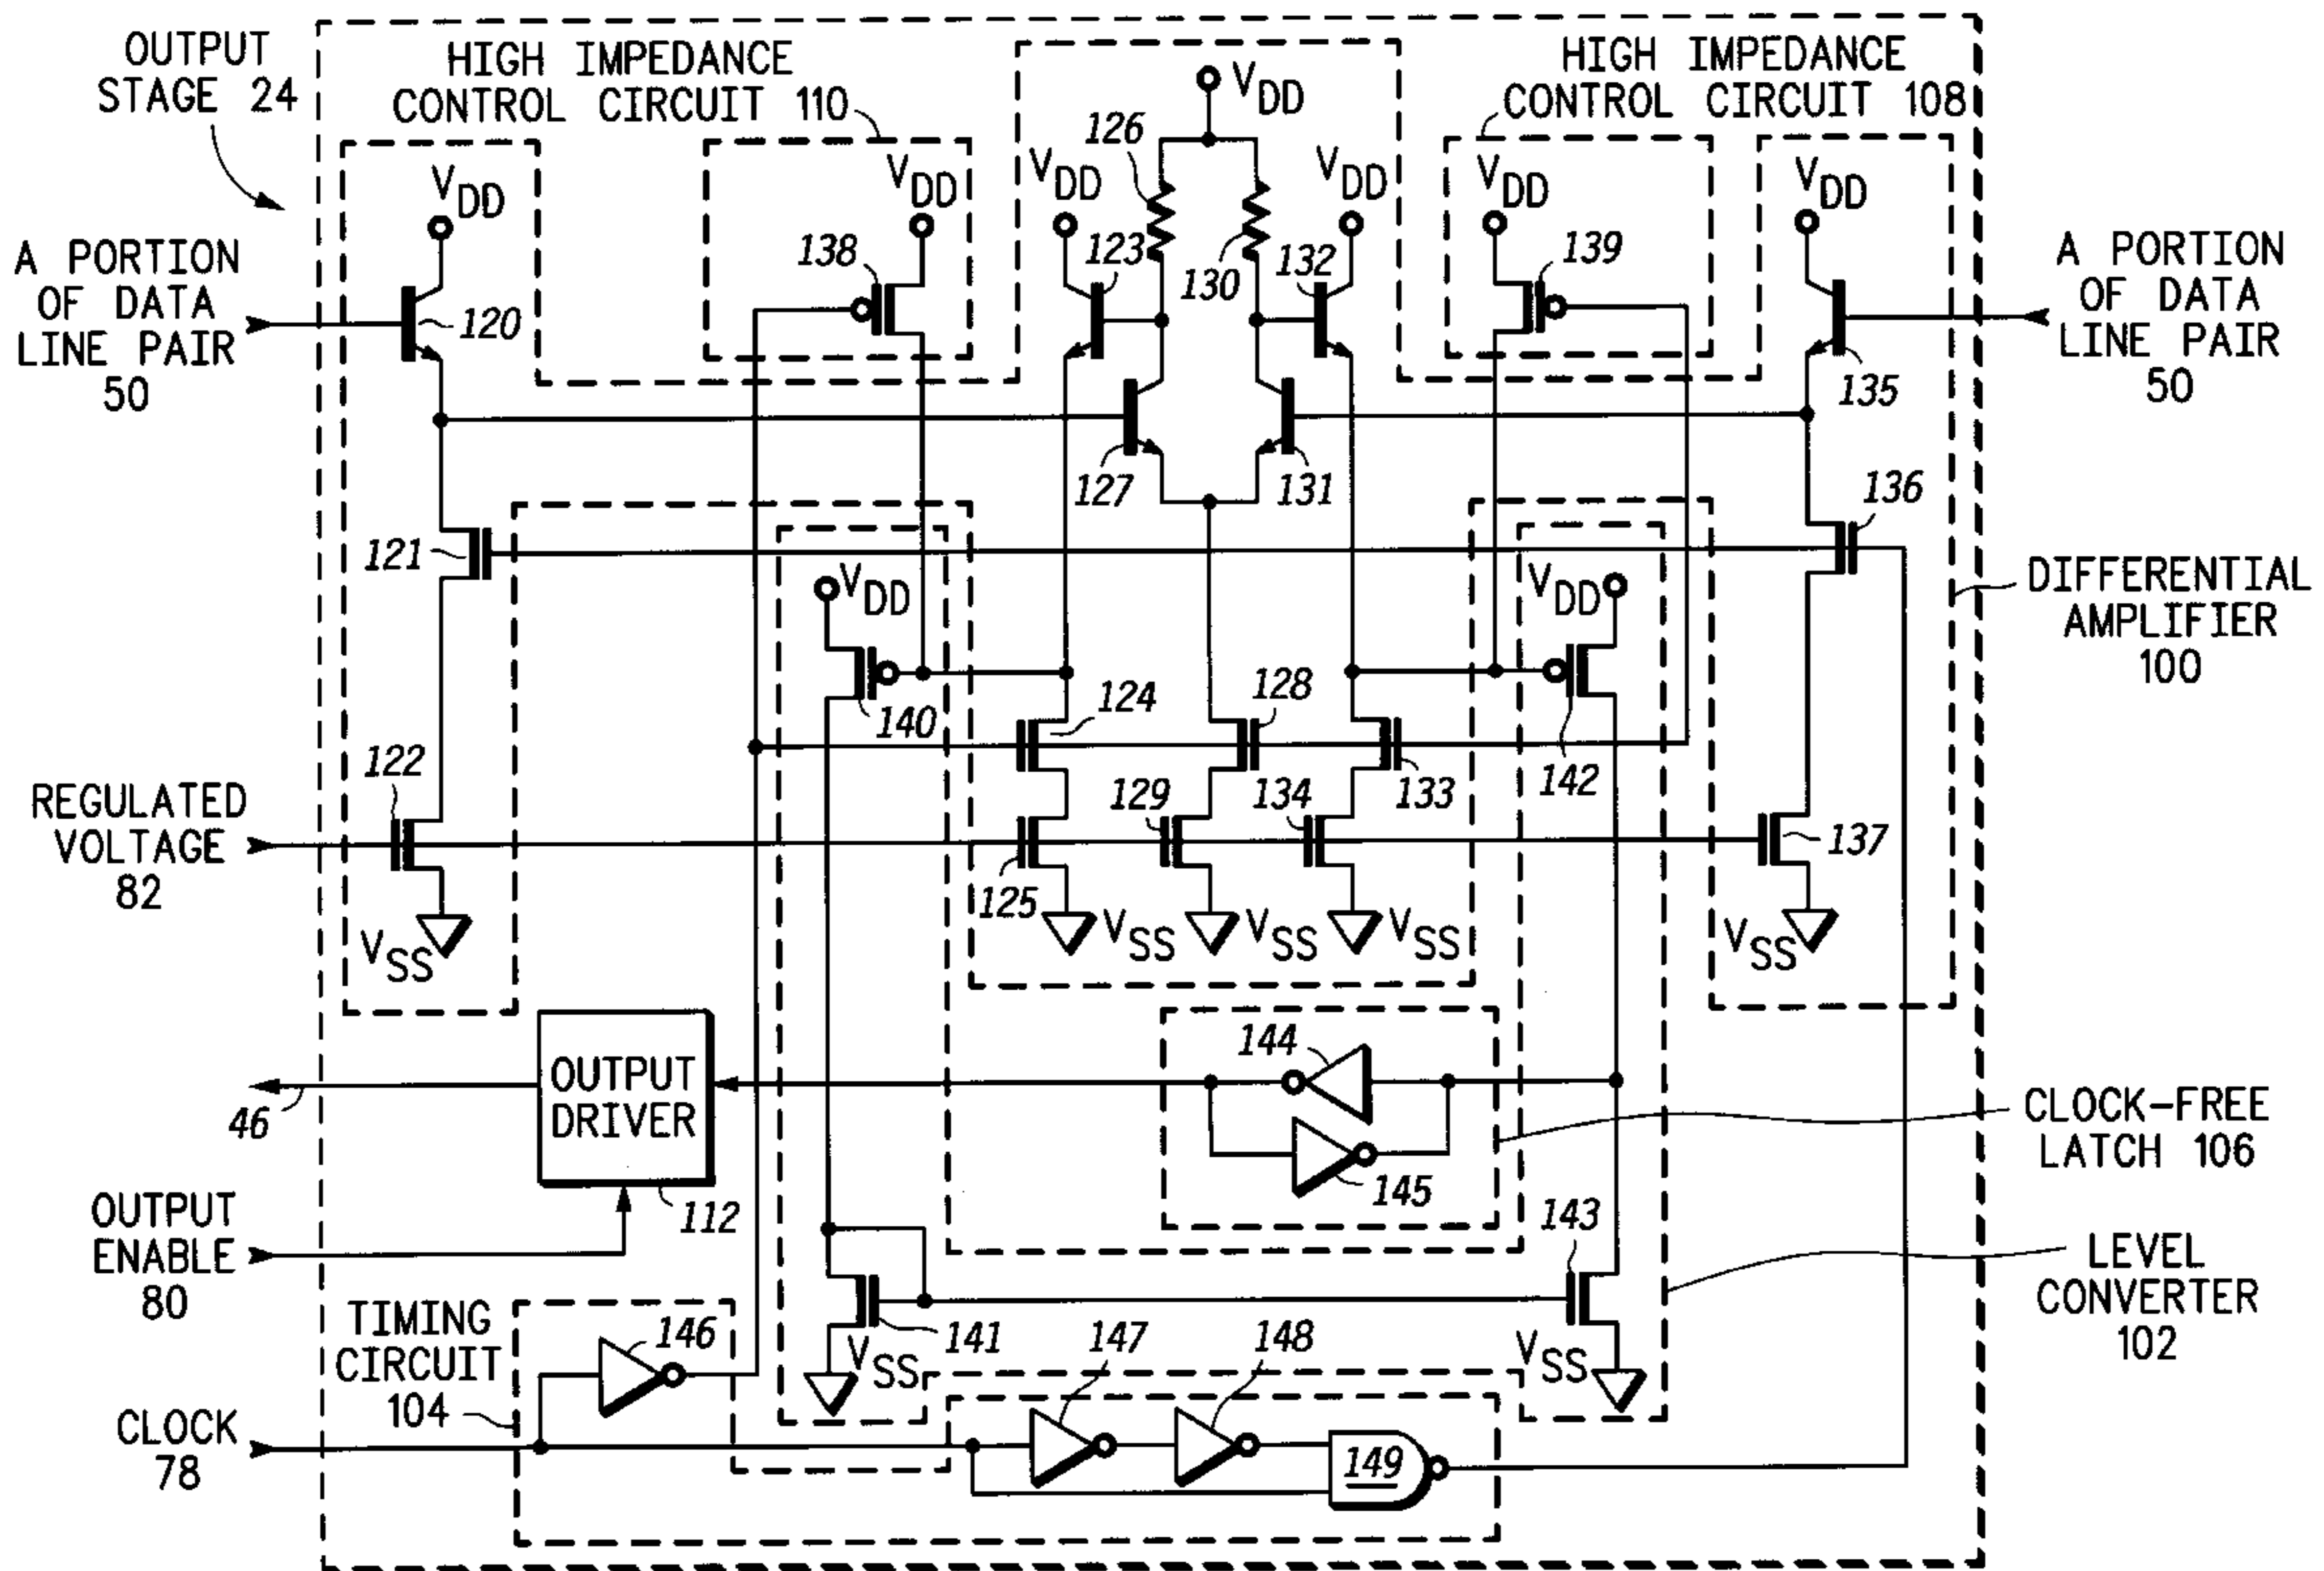 OUTPUT
STAGE 24
HIGH IMPEDANCE
CONTROL CIRCUIT 110
HIGH IMPEDANCE
CONTROL CIRCUIT 108
VDD
126
VDD
VDD
VDD
VDD
VDD
VDD
A PORTION
OF DATA
LINE PAIR
50
120
138
123
130
132
139
A PORTION
OF DATA
LINE PAIR
50
135
127
131
136
121
VDD
VDD
DIFFERENTIAL
AMPLIFIER
100
140
124
128
142
122
129
134
133
REGULATED
VOLTAGE
82
125
137
VSS
VSS
VSS
VSS
VSS
46
OUTPUT
DRIVER
112
144
145
CLOCK-FREE
LATCH 106
OUTPUT
ENABLE
80
143
LEVEL
CONVERTER
102
TIMING
CIRCUIT
104
146
141
VSS
147
148
VSS
CLOCK
78
149